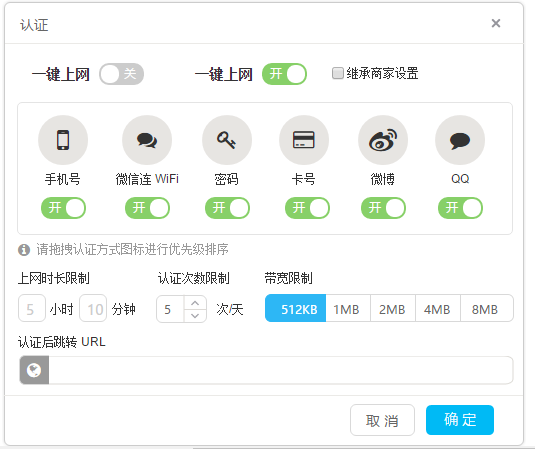 认证
一键上网 关 一键上网 开 继承商家设置
手机号 微信连 WiFi 密码 卡号 微博 QQ
开 开 开 开 开 开
请拖拽认证方式图标进行优先级排序
上网时长限制 认证次数限制 带宽限制
5 小时 10 分钟 5 次/天 512KB 1MB 2MB 4MB 8MB
认证后跳转 URL
取 消 确 定